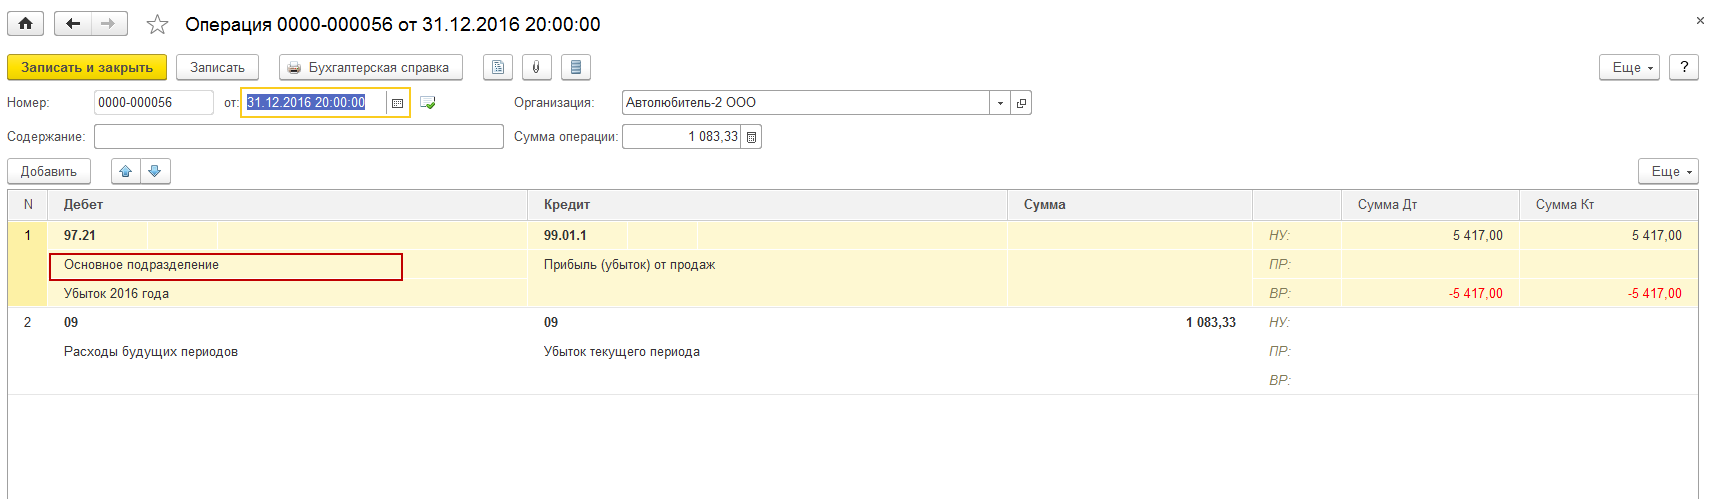 Операция 0000-000056 от 31.12.2016 20:00:00
Записать и закрыть Записать Бухгалтерская справка Еще ?
Номер: 0000-000056 от: 31.12.2016 20:00:00 Организация: Автолюбитель-2 ООО
Содержание: Сумма операции: 1 083,33
Добавить Еще
N Дебет Кредит Сумма Сумма Дт Сумма Кт
1 97.21 99.01.1 НУ: 5 417,00 5 417,00
Основное подразделение Прибыль (убыток) от продаж ПР:
Убыток 2016 года ВР: -5 417,00 -5 417,00
2 09 09 1 083,33 НУ:
Расходы будущих периодов Убыток текущего периода ПР:
ВР: